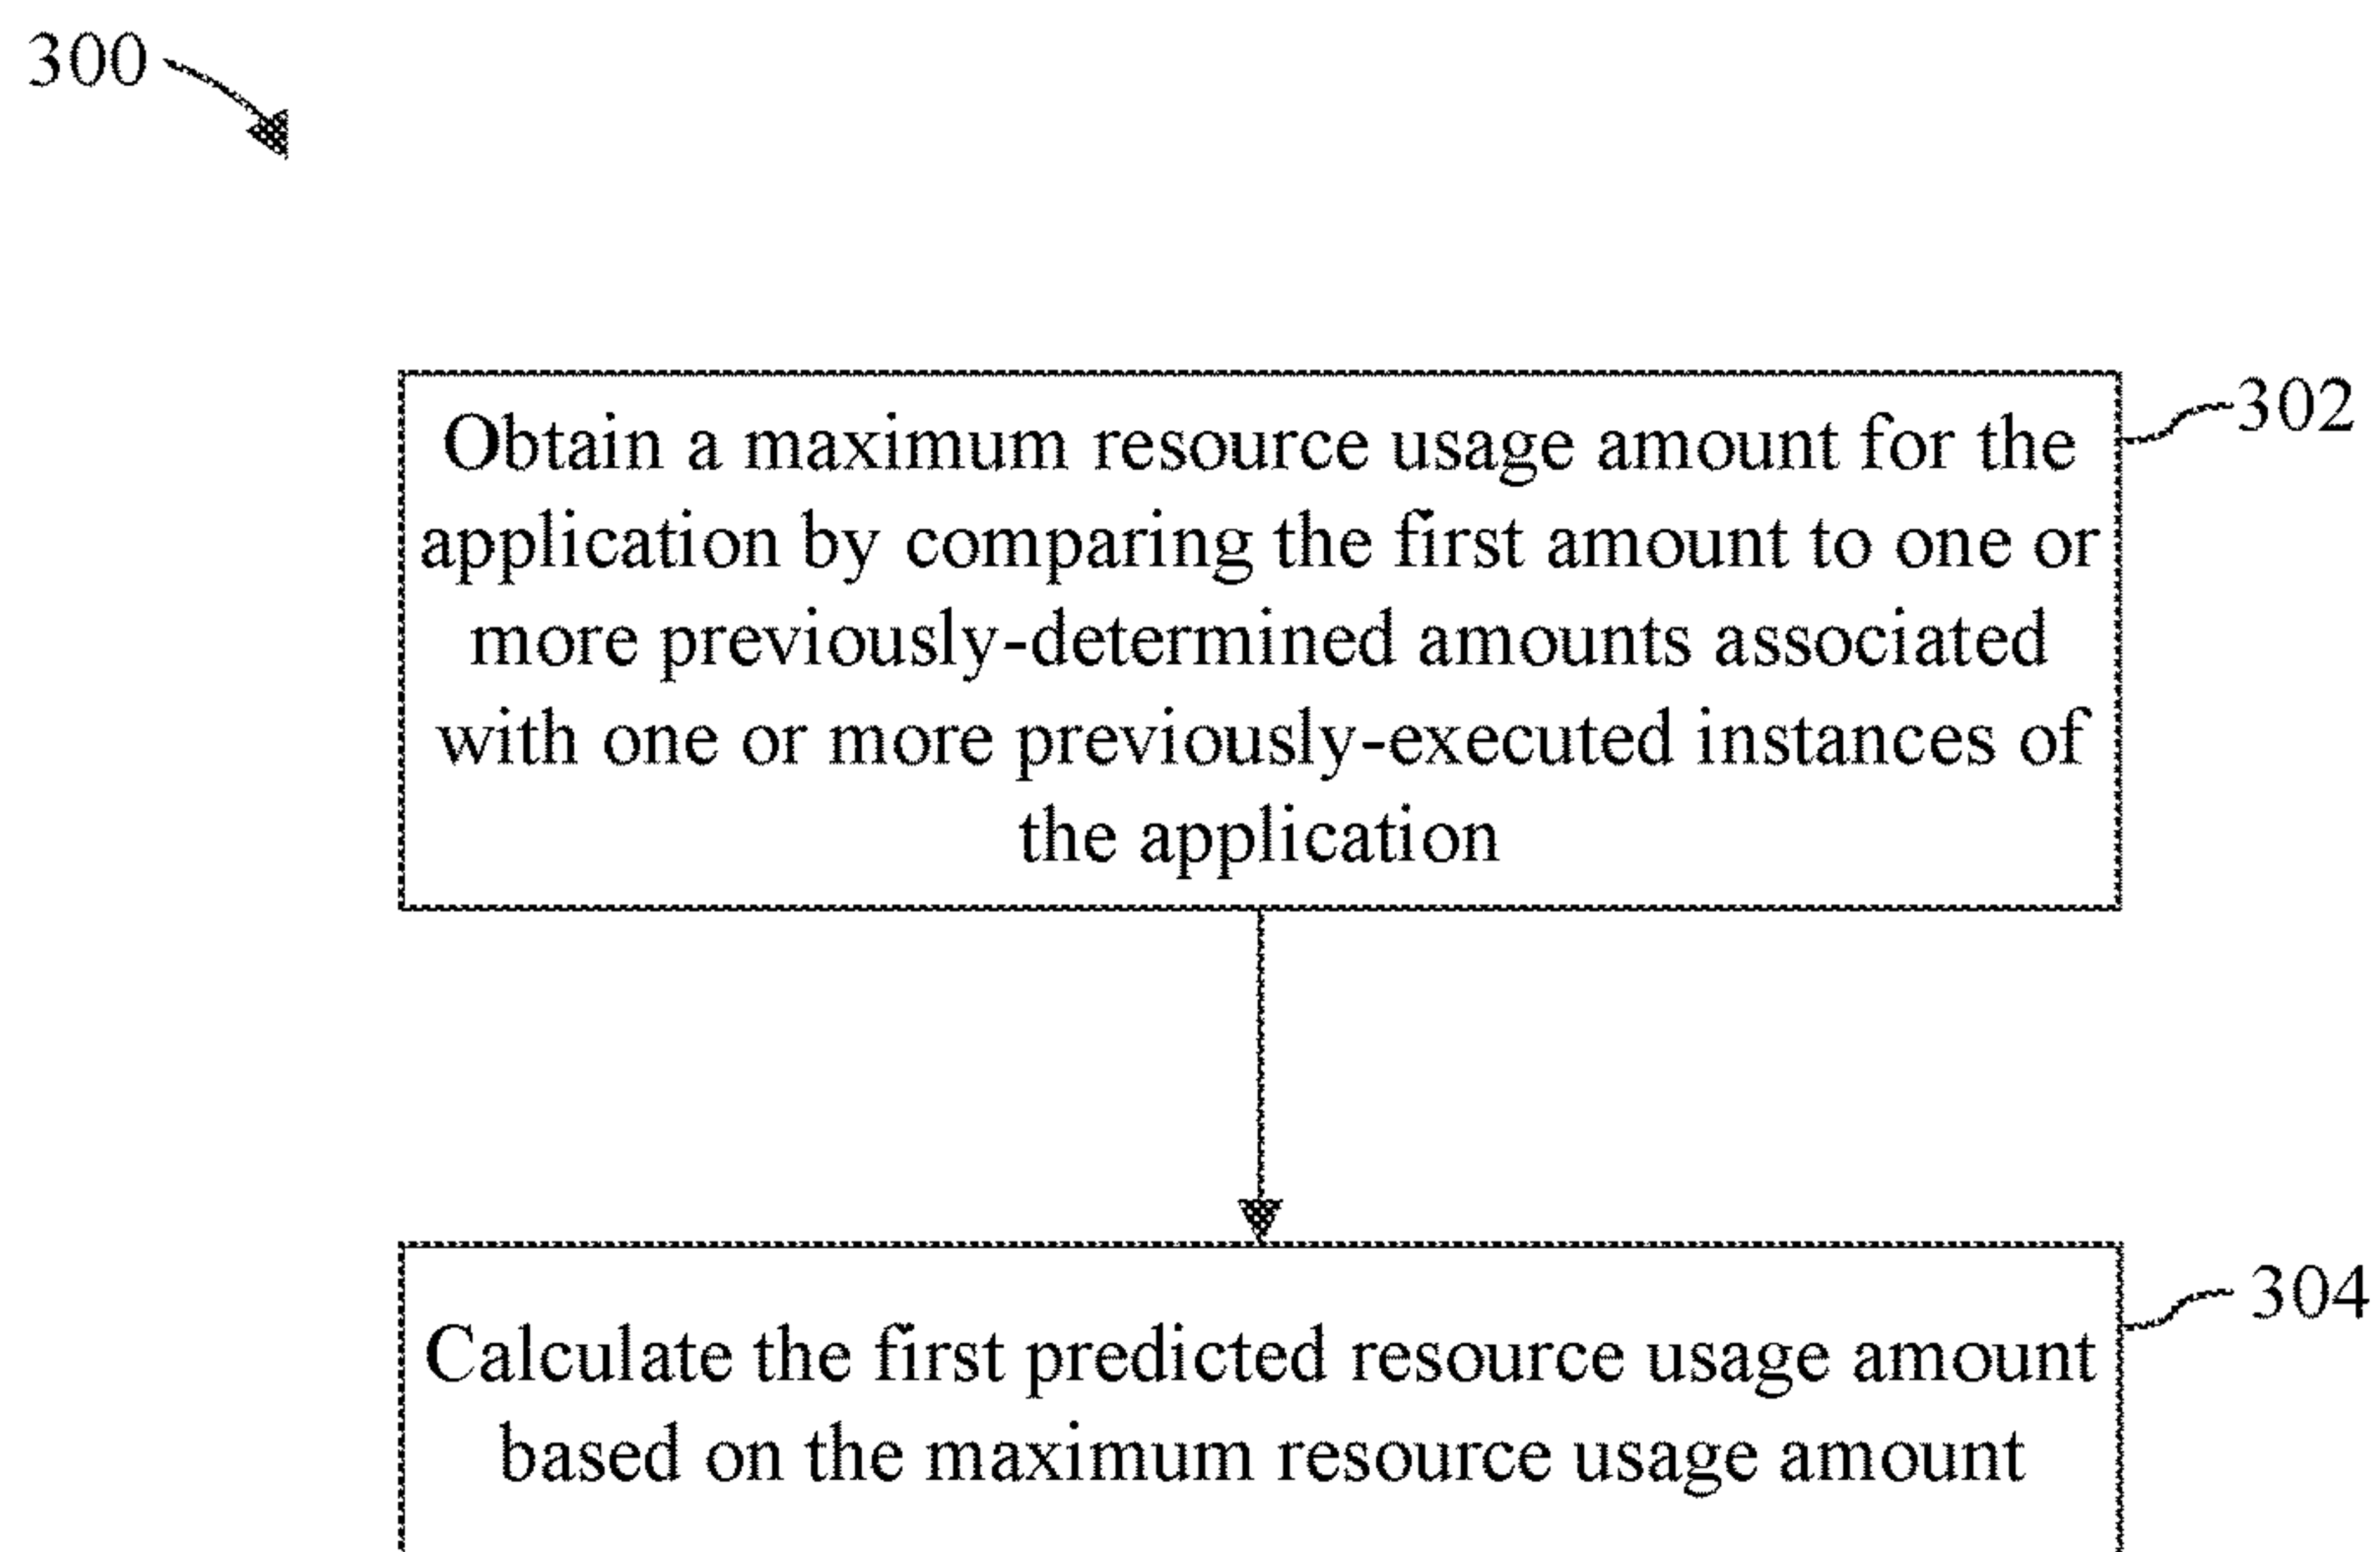 300
302
Obtain a maximum resource usage amount for the
application by comparing the first amount to one or
more previously-determined amounts associated
with one or more previously-executed instances of
the application
304
Calculate the first predicted resource usage amount
based on the maximum resource usage amount